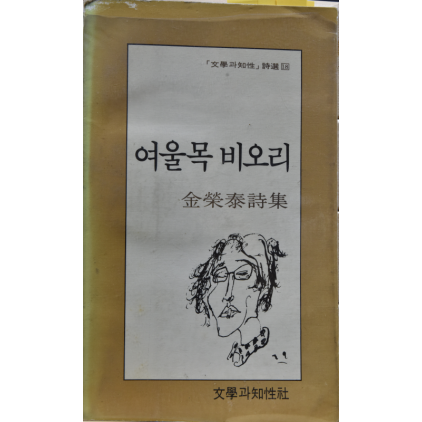 「文學과知性」詩選
여울목 비오리
金榮泰詩集
文學과知性社